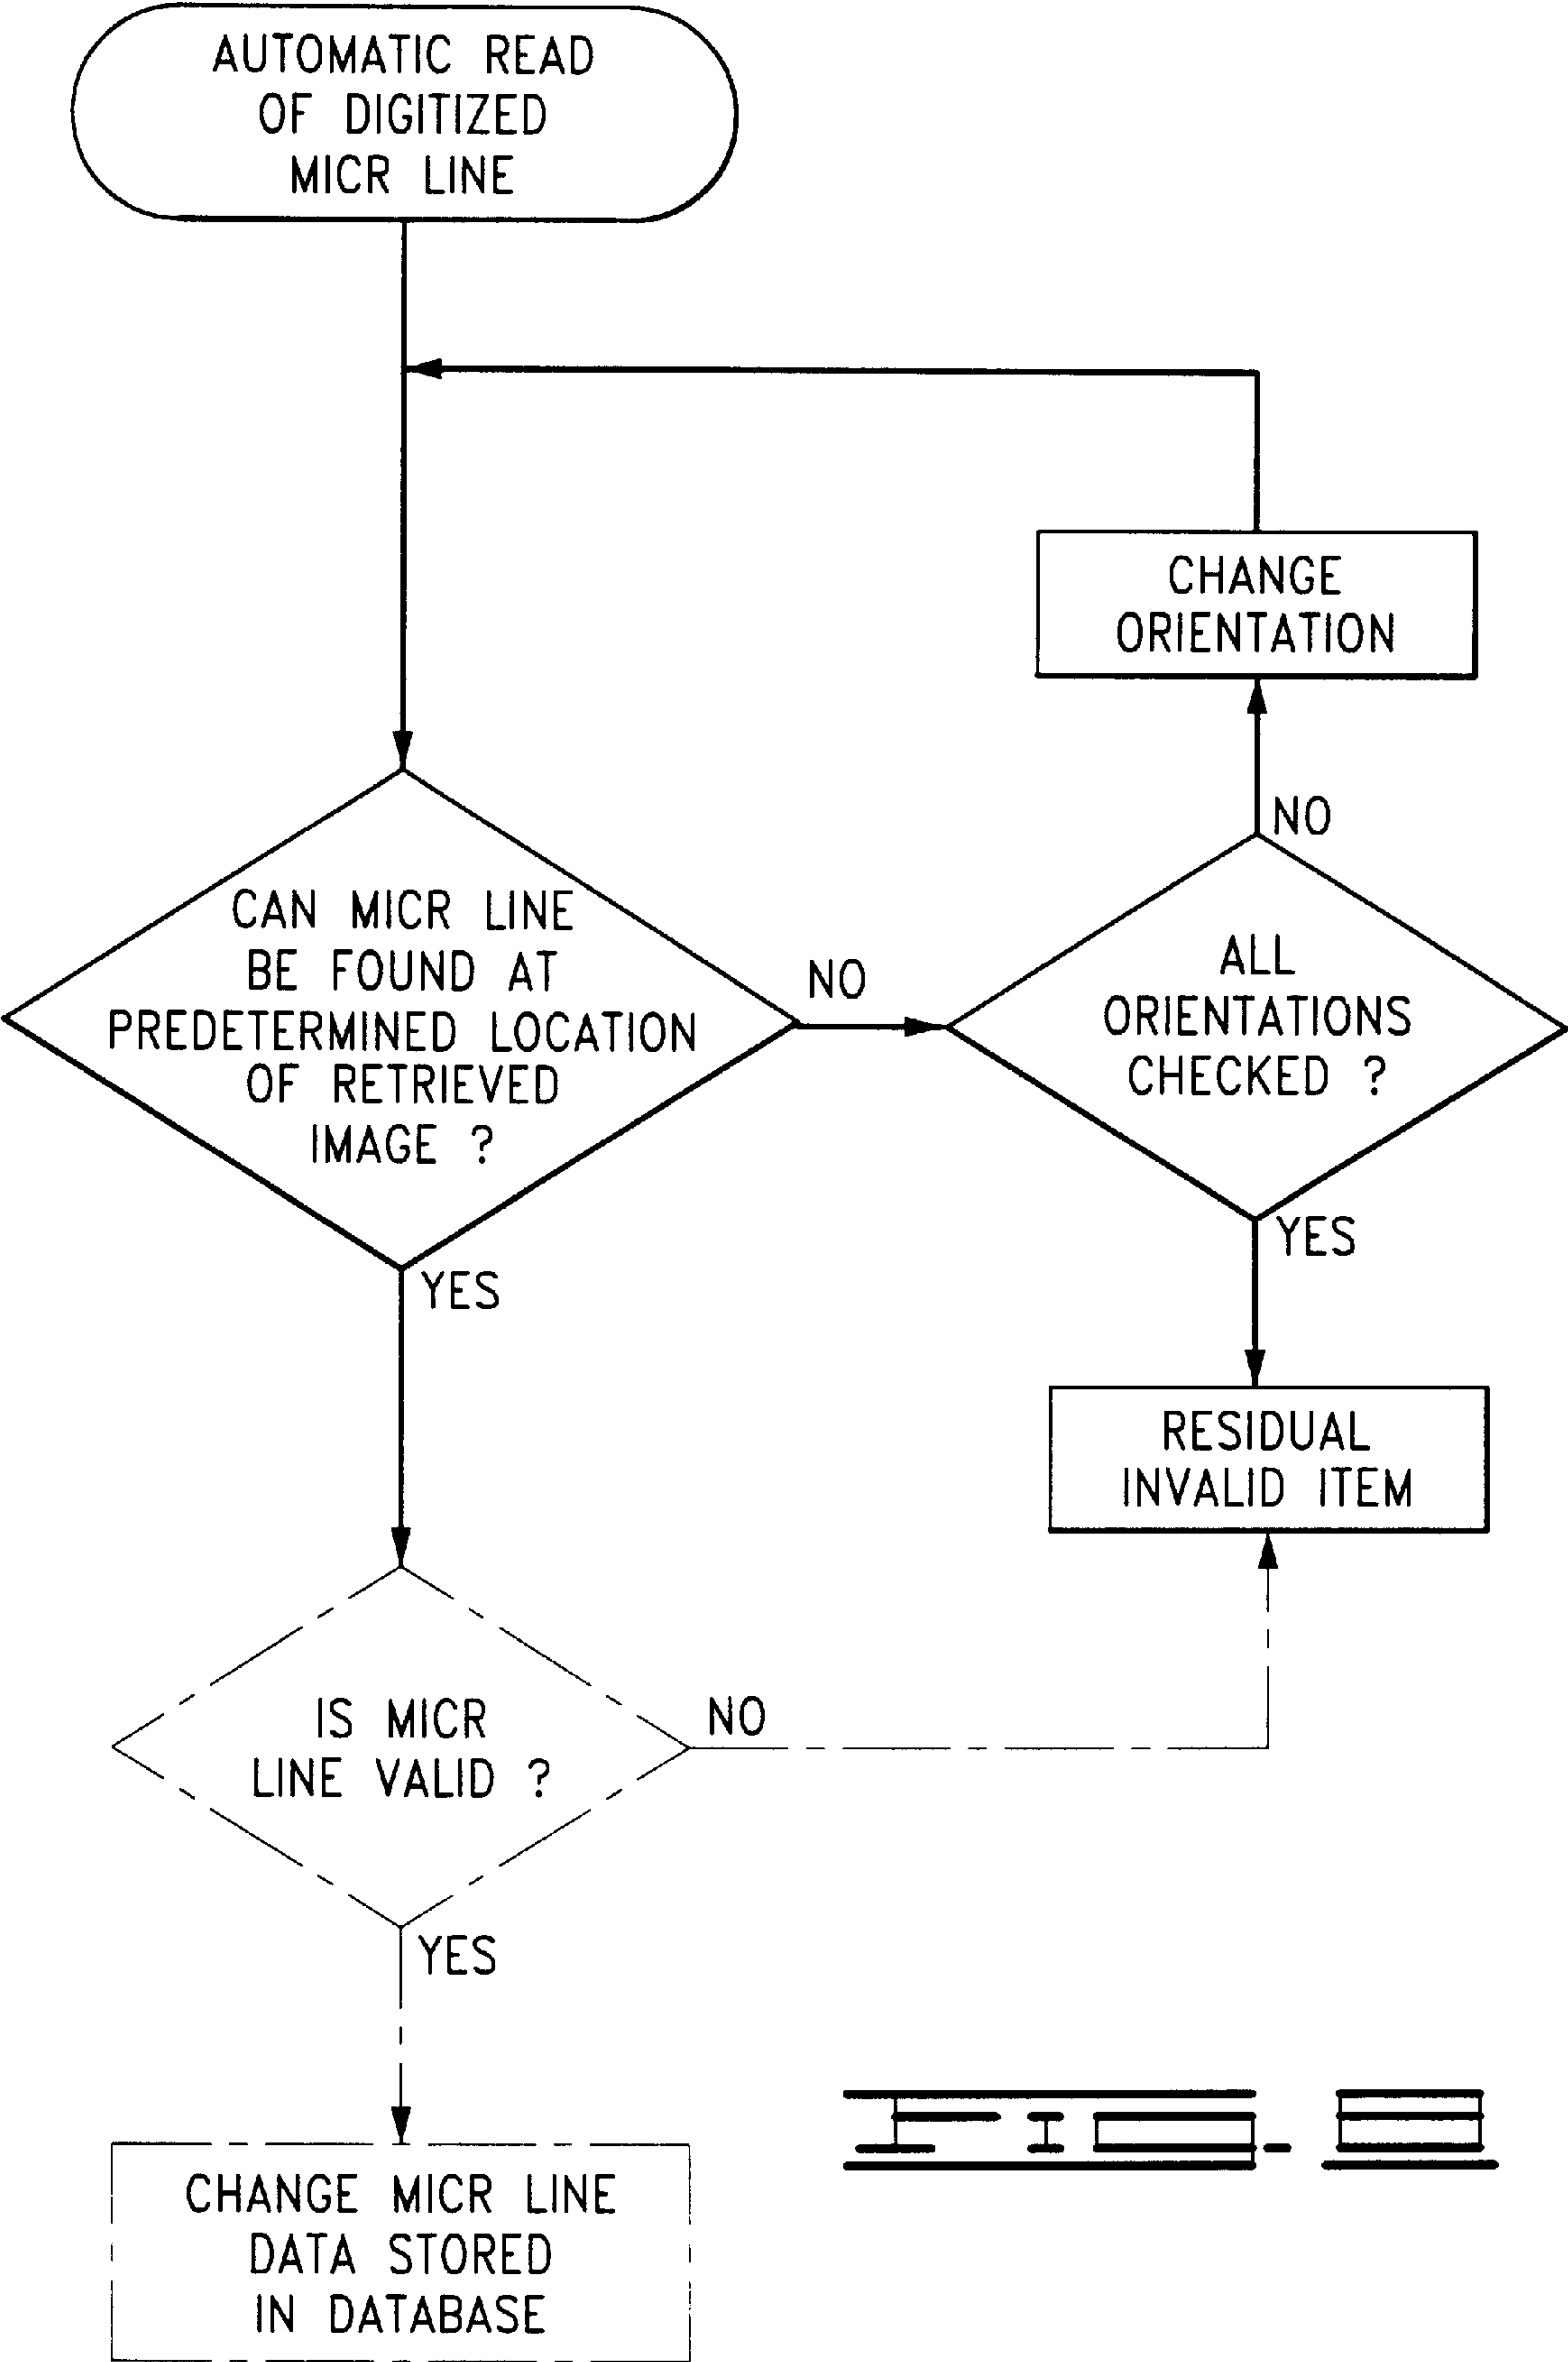 AUTOMATIC READ
OF DIGITIZED
MICR LINE
CHANGE
ORIENTATION
NO
CAN MICR LINE
BE FOUND AT
PREDETERMINED LOCATION
OF RETRIEVED
IMAGE ?
NO
ALL
ORIENTATIONS
CHECKED ?
YES
YES
RESIDUAL
INVALID ITEM
IS MICR
LINE VALID ?
NO
YES
CHANGE MICR LINE
DATA STORED
IN DATABASE